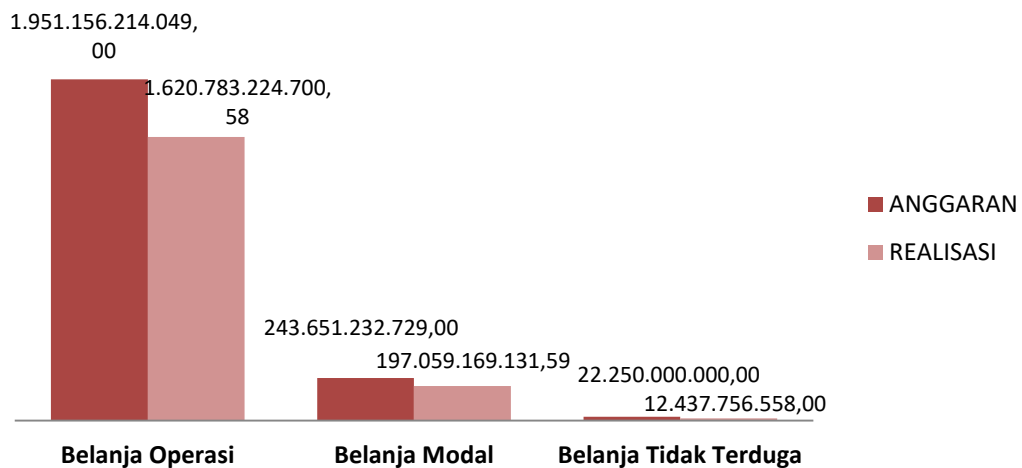 1.951.156.214.049,
00
1.620.783.224.700,
58
243.651.232.729,00
197.059.169.131,59
22.250.000.000,00
12.437.756.558,00
ANGGARAN
REALISASI
Belanja Operasi
Belanja Modal
Belanja Tidak Terduga